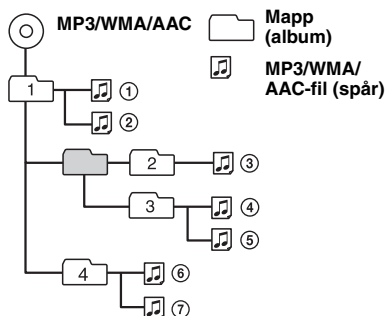 MP3/WMA/AAC
Mapp
(album)
MP3/WMA/
AAC-fil (spår)
1
①
②
2
③
3
④
⑤
4
⑥
⑦